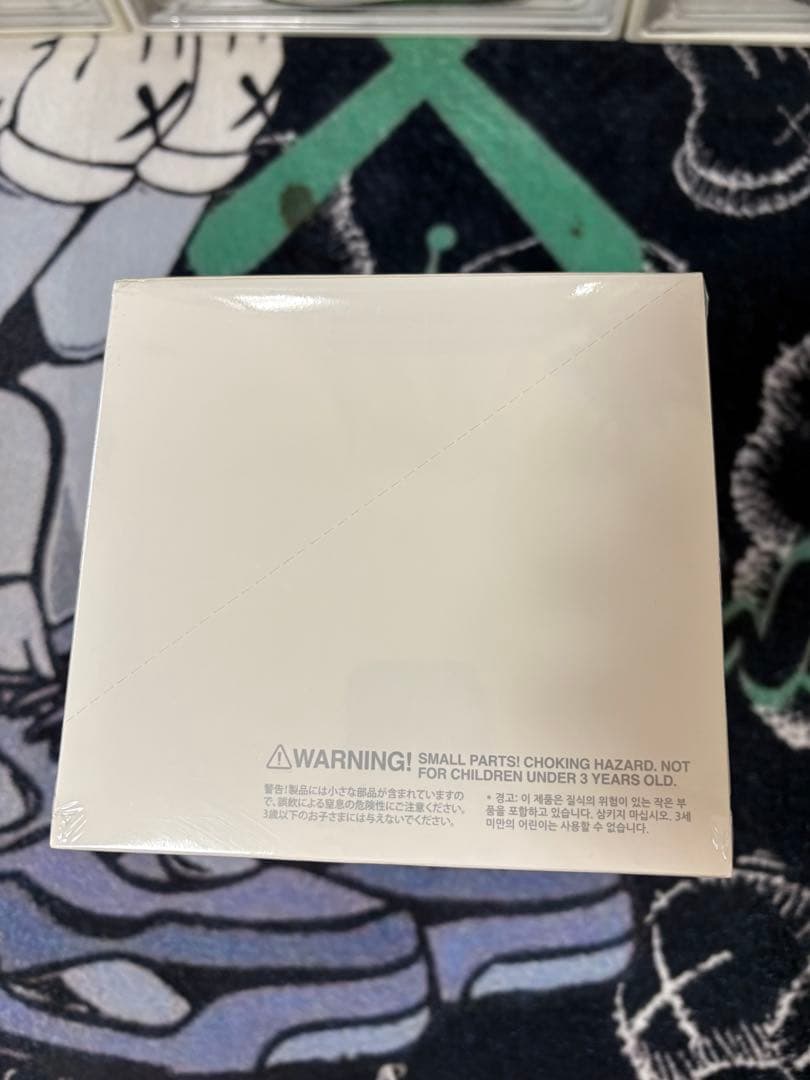 ⚠WARNING! SMALL PARTS! CHOKING HAZARD. NOT
FOR CHILDREN UNDER 3 YEARS OLD.
警告！製品には小さな部品が含まれていますの
で、誤飲による窒息の危険性にご注意ください。
3歳以下のお子さまには与えないでください。
* 경고: 이 제품은 질식의 위험이 있는 작은 부
품을 포함하고 있습니다. 삼키지 마십시오. 3세
미만의 어린이는 사용할 수 없습니다.